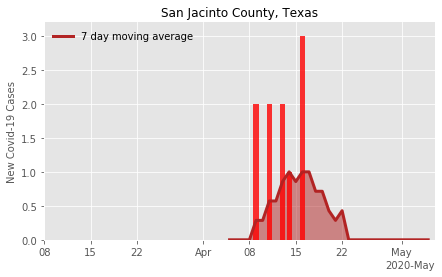 San Jacinto County, Texas
7 day moving average
New Covid-19 Cases
3.0
2.5
2.0
1.5
1.0
0.5
0.0
08 15 22 Apr 08 15 22 May
2020-May